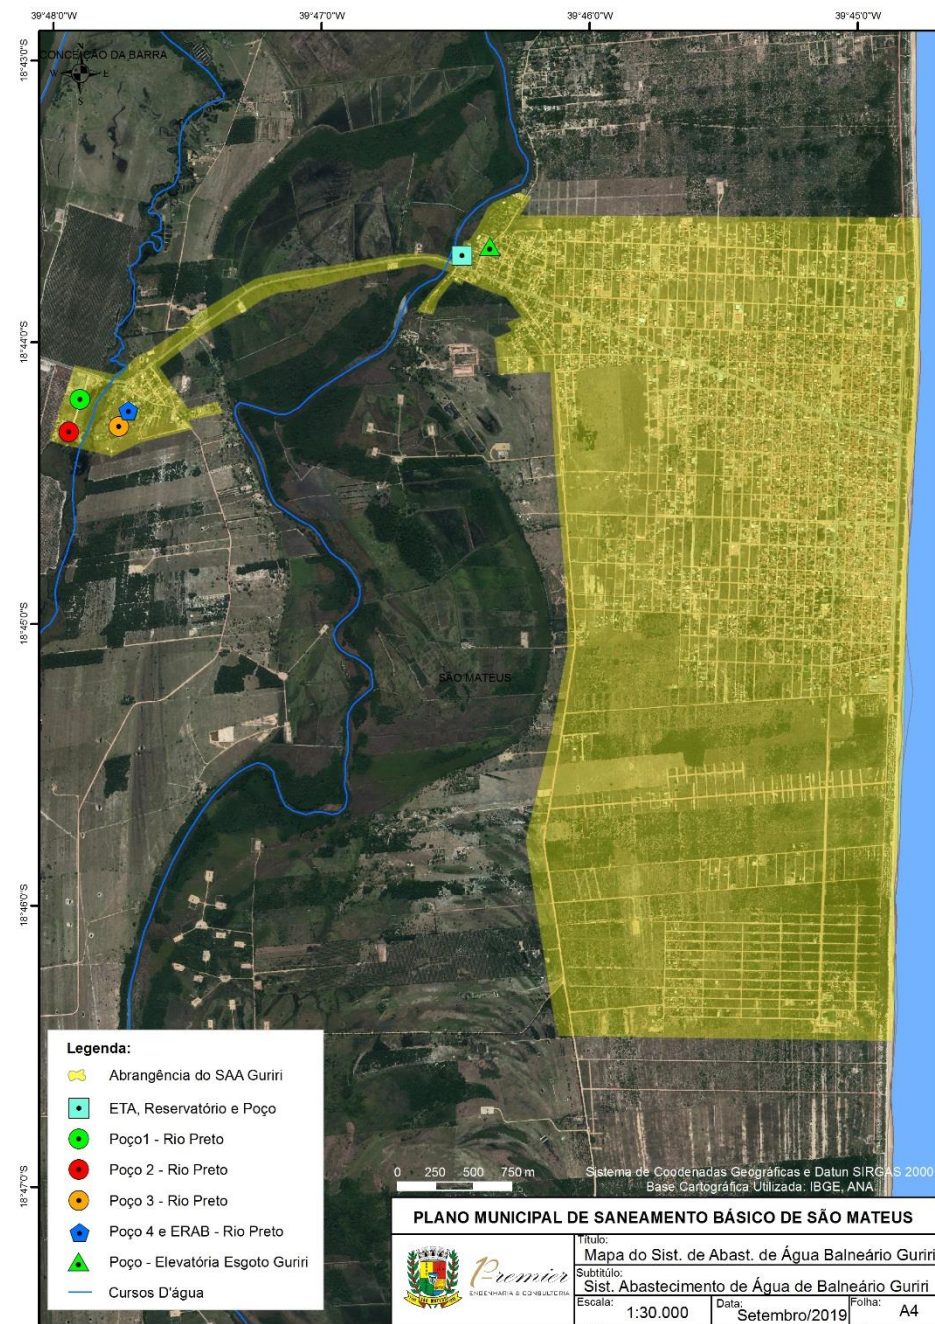 39°48'0"W 39°47'0"W 39°46'0"W 39°45'0"W
18°43'0"S
CONCEIÇÃO DA BARRA
N
W E
S
18°44'0"S
18°45'0"S
SÃO MATEUS
18°46'0"S
18°47'0"S
Legenda:
Abrangência do SAA Guriri
ETA, Reservatório e Poço
Poço1 - Rio Preto
Poço 2 - Rio Preto
Poço 3 - Rio Preto
Poço 4 e ERAB - Rio Preto
Poço - Elevatória Esgoto Guriri
Cursos D'água
0 250 500 750 m
Sistema de Coodenadas Geográficas e Datun SIRGAS 2000
Base Cartográfica Utilizada: IBGE, ANA.
PLANO MUNICIPAL DE SANEAMENTO BÁSICO DE SÃO MATEUS
Premier
ENGENHARIA & CONSULTORIA
Título:
Mapa do Sist. de Abast. de Água Balneário Guriri
Subtítulo:
Sist. Abastecimento de Água de Balneário Guriri
Escala: 1:30.000
Data: Setembro/2019
Folha: A4